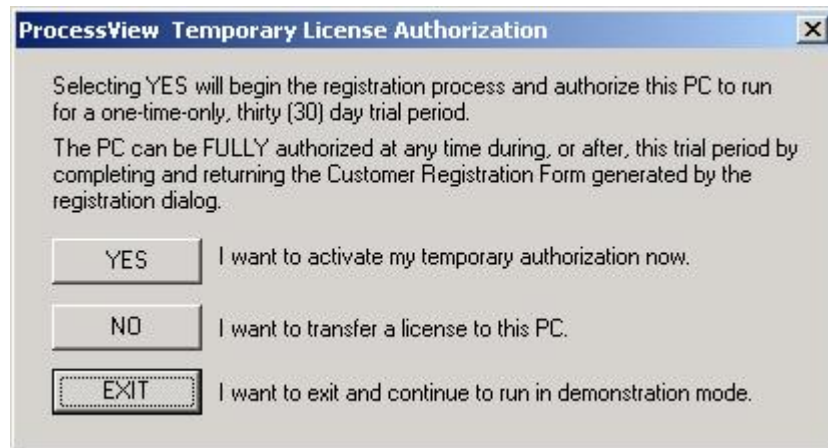 ProcessView Temporary License Authorization
Selecting YES will begin the registration process and authorize this PC to run
for a one-time-only, thirty (30) day trial period.
The PC can be FULLY authorized at any time during, or after, this trial period by
completing and returning the Customer Registration Form generated by the
registration dialog.
YES I want to activate my temporary authorization now.
NO I want to transfer a license to this PC.
EXIT I want to exit and continue to run in demonstration mode.